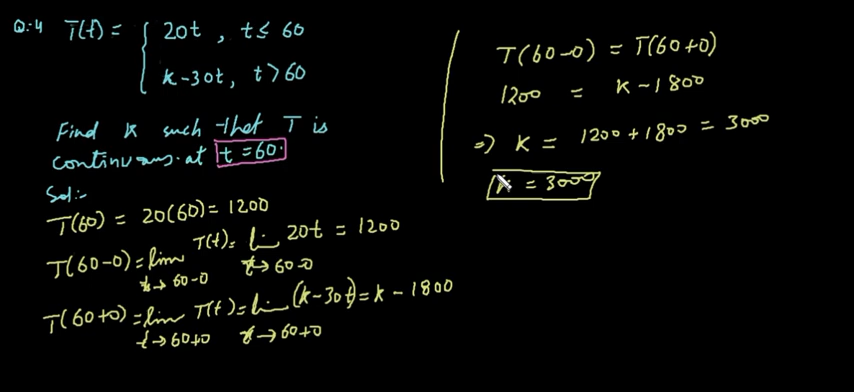 Q:4 T(t) = { 20t , t ≤ 60
k-30t, t > 60
Find k such that T is
continuous at t = 60.
Sol:-
T(60) = 20(60) = 1200
T(60-0) = lim T(t) = lim 20t = 1200
t→60-0 t→60-0
T(60+0) = lim T(t) = lim (k-30t) = k - 1800
t→60+0 t→60+0
T(60-0) = T(60+0)
1200 = k - 1800
⇒) k = 1200 + 1800 = 3000
k = 3000